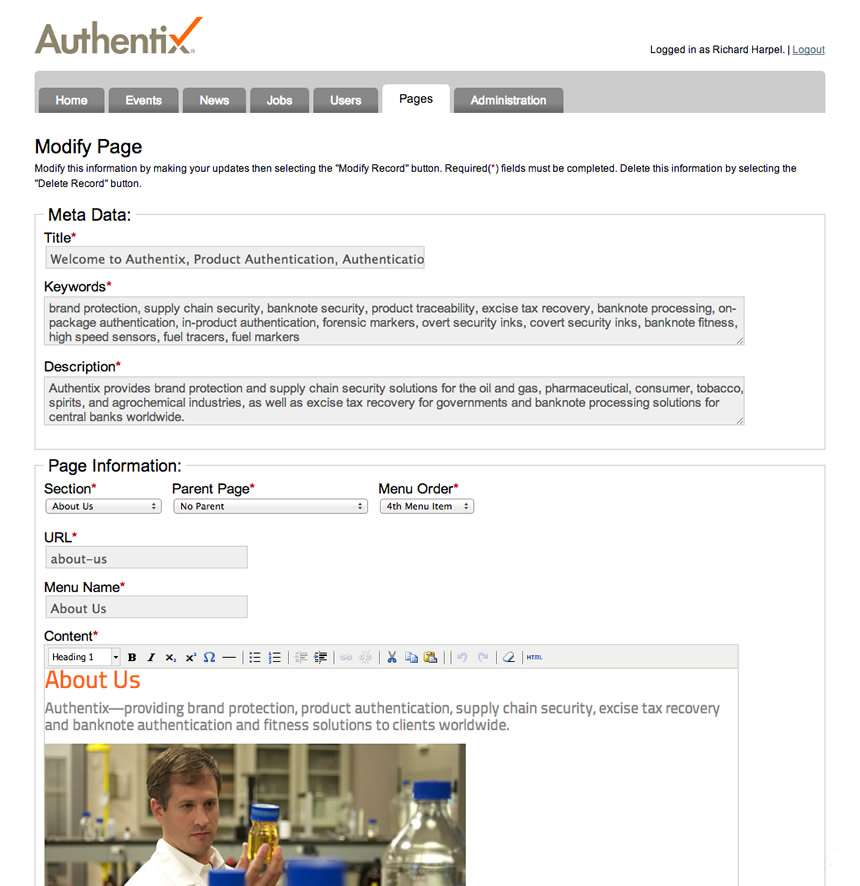 Authentix
Logged in as Richard Harpel. | Logout
Home Events News Jobs Users Pages Administration
Modify Page
Modify this information by making your updates then selecting the "Modify Record" button. Required(*) fields must be completed. Delete this information by selecting the
"Delete Record" button.
Meta Data:
Title*
Welcome to Authentix, Product Authentication, Authenticatio
Keywords*
brand protection, supply chain security, banknote security, product traceability, excise tax recovery, banknote processing, on-
package authentication, in-product authentication, forensic markers, overt security inks, covert security inks, banknote fitness,
high speed sensors, fuel tracers, fuel markers
Description*
Authentix provides brand protection and supply chain security solutions for the oil and gas, pharmaceutical, consumer, tobacco,
spirits, and agrochemical industries, as well as excise tax recovery for governments and banknote processing solutions for
central banks worldwide.
Page Information:
Section* Parent Page* Menu Order*
About Us No Parent 4th Menu Item
URL*
about-us
Menu Name*
About Us
Content*
Heading 1 B I x₂ x² Ω — HTML
About Us
Authentix—providing brand protection, product authentication, supply chain security, excise tax recovery
and banknote authentication and fitness solutions to clients worldwide.